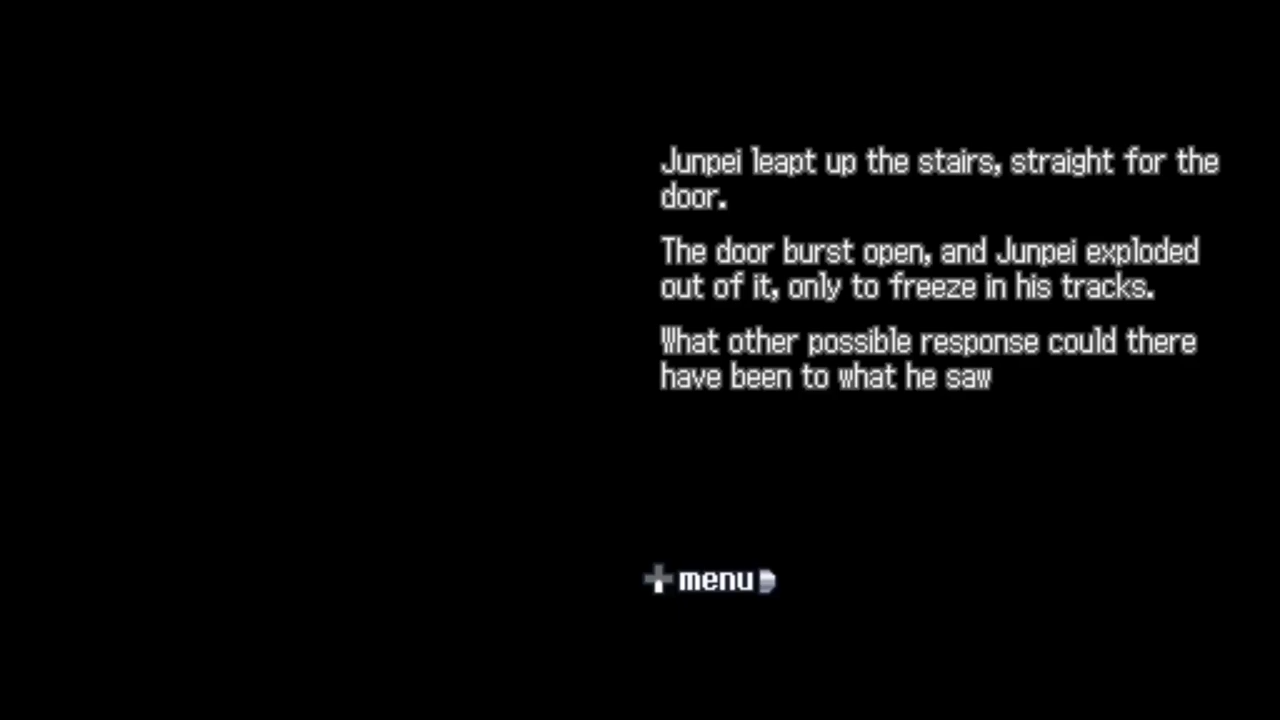 Junpei leapt up the stairs, straight for the
door.
The door burst open, and Junpei exploded
out of it, only to freeze in his tracks.
What other possible response could there
have been to what he saw
menu